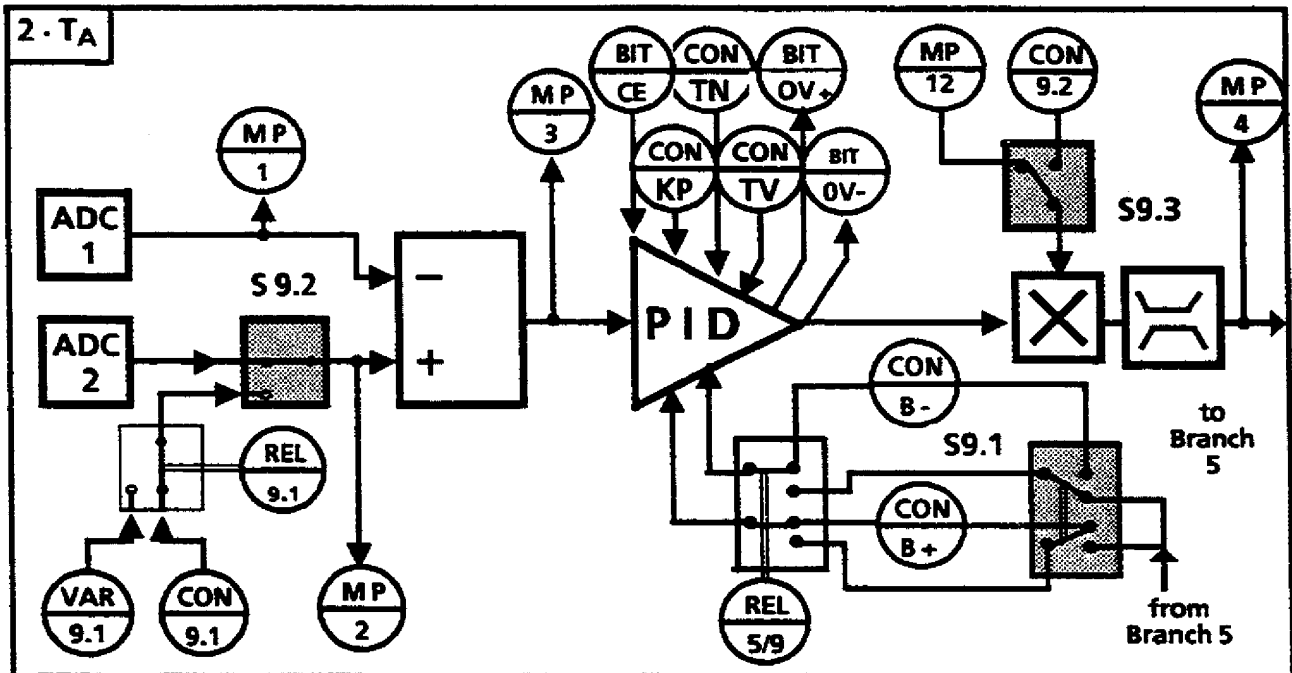 2 · TA
BIT
CE
CON
TN
BIT
OV+
MP
12
CON
9.2
MP
4
MP
3
MP
1
CON
KP
CON
TV
BIT
OV-
ADC
1
S9.3
S 9.2
−
PID
ADC
2
+
CON
B -
to
Branch
5
S9.1
REL
9.1
CON
B +
VAR
9.1
CON
9.1
MP
2
REL
5/9
from
Branch 5